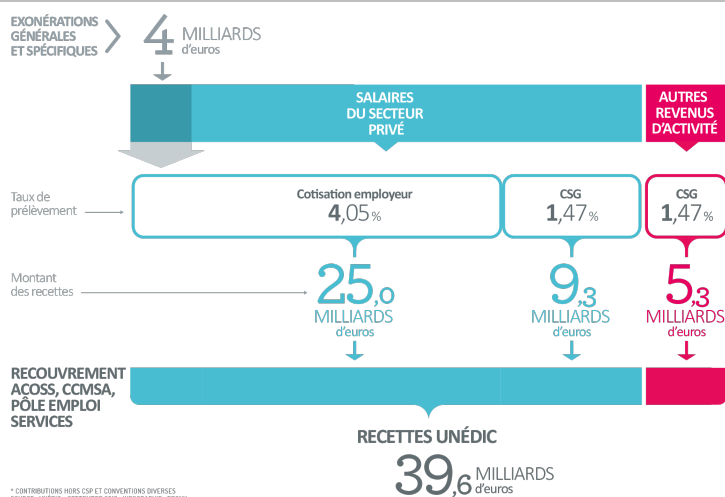 EXONÉRATIONS
GÉNÉRALES
ET SPÉCIFIQUES
4 MILLIARDS
d'euros
SALAIRES
DU SECTEUR
PRIVÉ
AUTRES
REVENUS
D'ACTIVITÉ
Taux de
prélèvement
Cotisation employeur
4,05 %
CSG
1,47 %
CSG
1,47 %
Montant
des recettes
25,0
MILLIARDS
d'euros
9,3
MILLIARDS
d'euros
5,3
MILLIARDS
d'euros
RECOUVREMENT
ACOSS, CCMSA,
PÔLE EMPLOI
SERVICES
RECETTES UNÉDIC
39,6 MILLIARDS
d'euros
* CONTRIBUTIONS HORS CSP ET CONVENTIONS DIVERSES